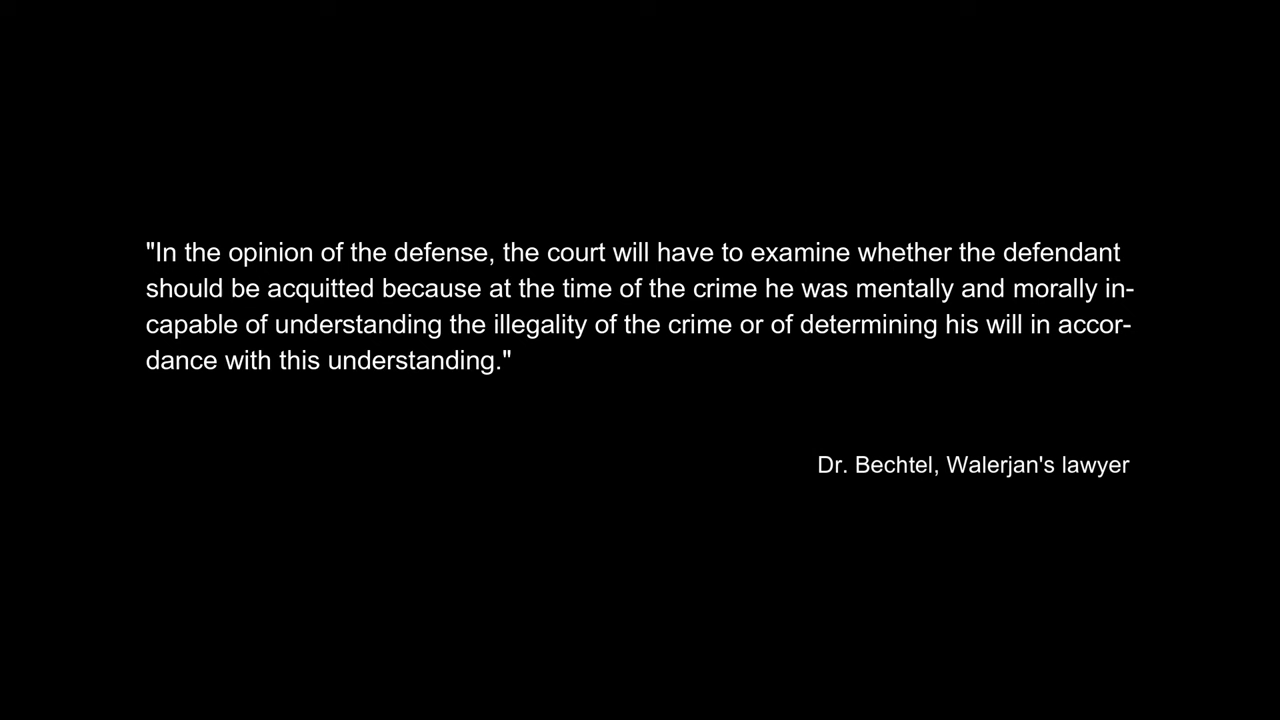 "In the opinion of the defense, the court will have to examine whether the defendant
should be acquitted because at the time of the crime he was mentally and morally in-
capable of understanding the illegality of the crime or of determining his will in accor-
dance with this understanding."
Dr. Bechtel, Walerjan's lawyer